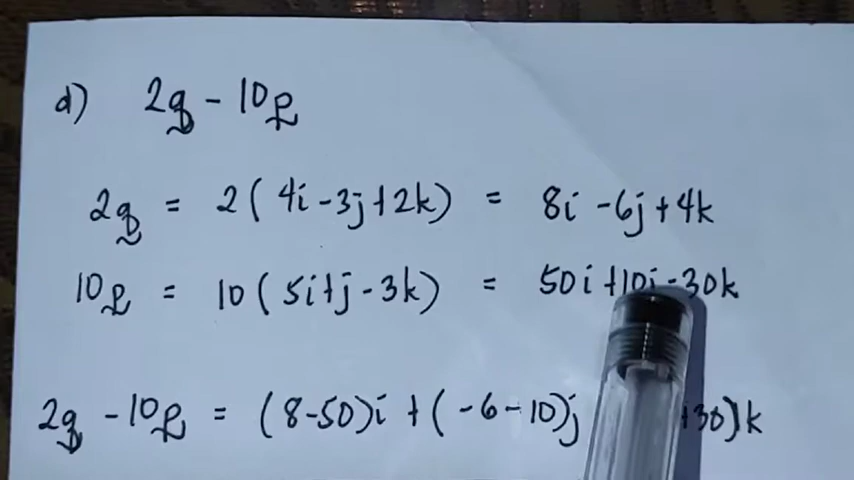 d) 2q - 10p
2q = 2(4i - 3j + 2k) = 8i - 6j + 4k
10p = 10(5i + j - 3k) = 50i + 10j - 30k
2q - 10p = (8-50)i + (-6-10)j +30)k